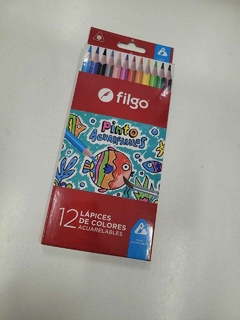 filgo
Pinto
Acuarelables
12 LÁPICES
DE COLORES
ACUARELABLES